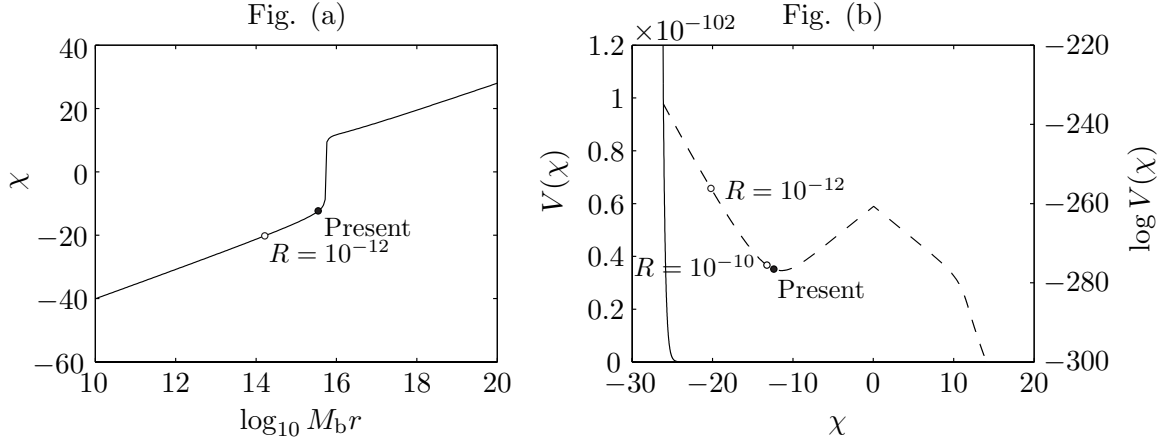 Fig. (a)
40
20
0
−20
−40
−60
χ
Present
R = 10⁻¹²
10 12 14 16 18 20
log₁₀ M_b r
Fig. (b)
×10⁻¹⁰²
1.2
1
0.8
0.6
0.4
0.2
0
V(χ)
R = 10⁻¹²
R = 10⁻¹⁰
Present
−220
−240
−260
−280
−300
log V(χ)
−30 −20 −10 0 10 20
χ